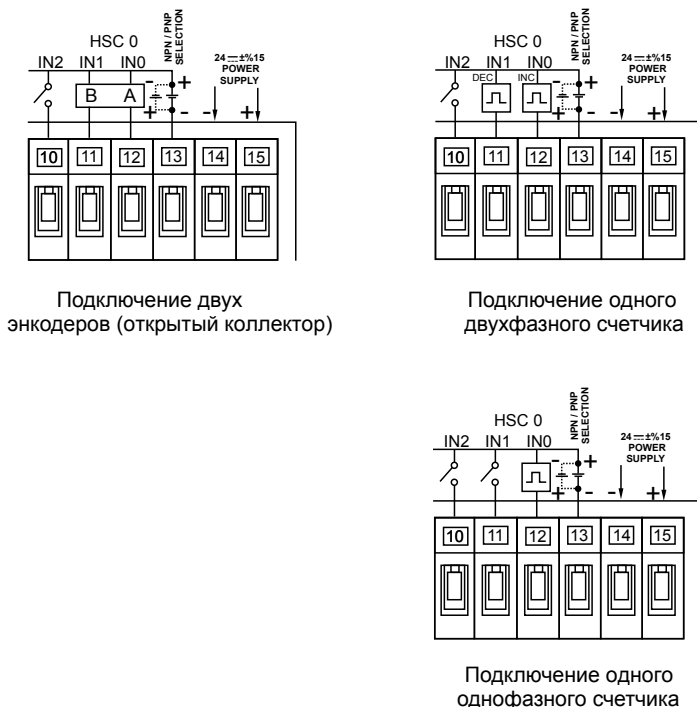 HSC 0
NPN / PNP
SELECTION
IN2 IN1 IN0
24 ⎓±%15
POWER
SUPPLY
B A
- +
+ - - +
10 11 12 13 14 15
Подключение двух
энкодеров (открытый коллектор)
HSC 0
NPN / PNP
SELECTION
IN2 IN1 IN0
24 ⎓±%15
POWER
SUPPLY
DEC INC
- +
+ - - +
10 11 12 13 14 15
Подключение одного
двухфазного счетчика
HSC 0
NPN / PNP
SELECTION
IN2 IN1 IN0
24 ⎓±%15
POWER
SUPPLY
- +
+ - - +
10 11 12 13 14 15
Подключение одного
однофазного счетчика